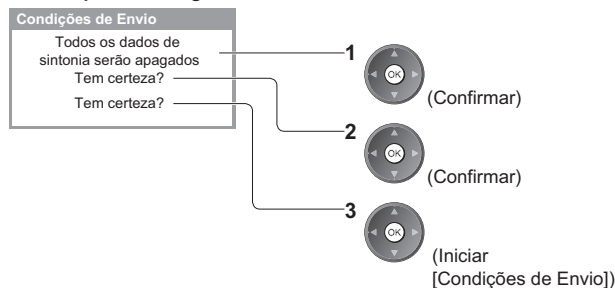 Condições de Envio
Todos os dados de
sintonia serão apagados
Tem certeza?
Tem certeza?
1
OK
(Confirmar)
2
OK
(Confirmar)
3
OK
(Iniciar
[Condições de Envio])